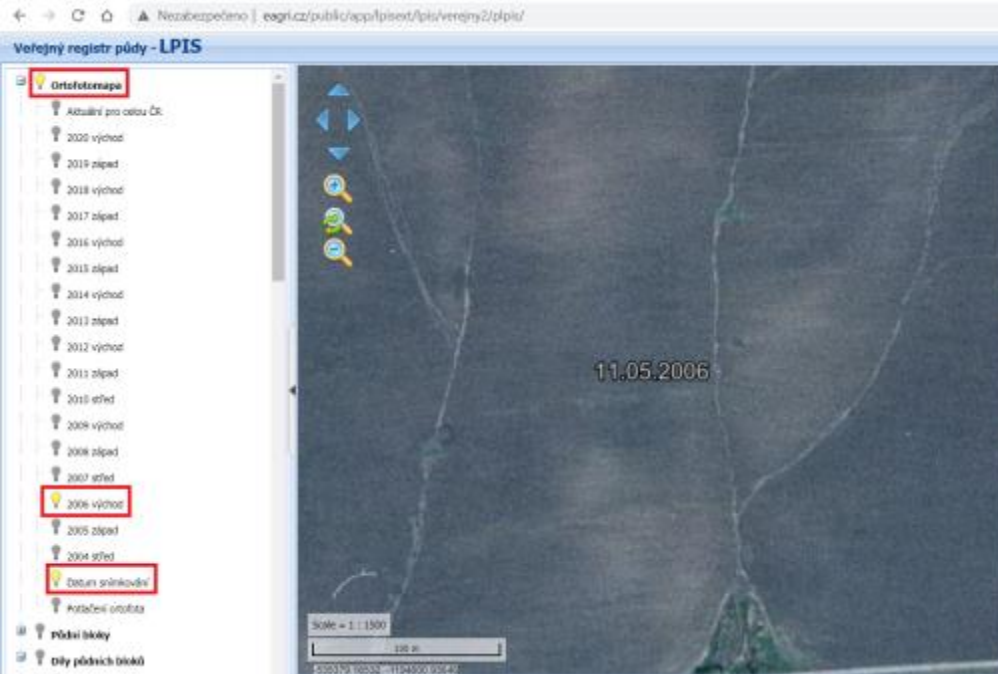 Nezabezpečeno | eagri.cz/public/app/lpisext/lpis/verejny2/plpis/
Veřejný registr půdy - LPIS
Ortofotomapa
Aktuální pro celou ČR
2020 východ
2019 západ
2018 východ
2017 západ
2016 východ
2015 západ
2014 východ
2013 západ
2012 východ
2011 západ
2010 střed
2009 východ
2008 západ
2007 střed
2006 východ
2005 západ
2004 střed
Datum snímkování
Potlačení ortofota
Půdní bloky
Díly půdních bloků
11.05.2006
Scale = 1 : 1500